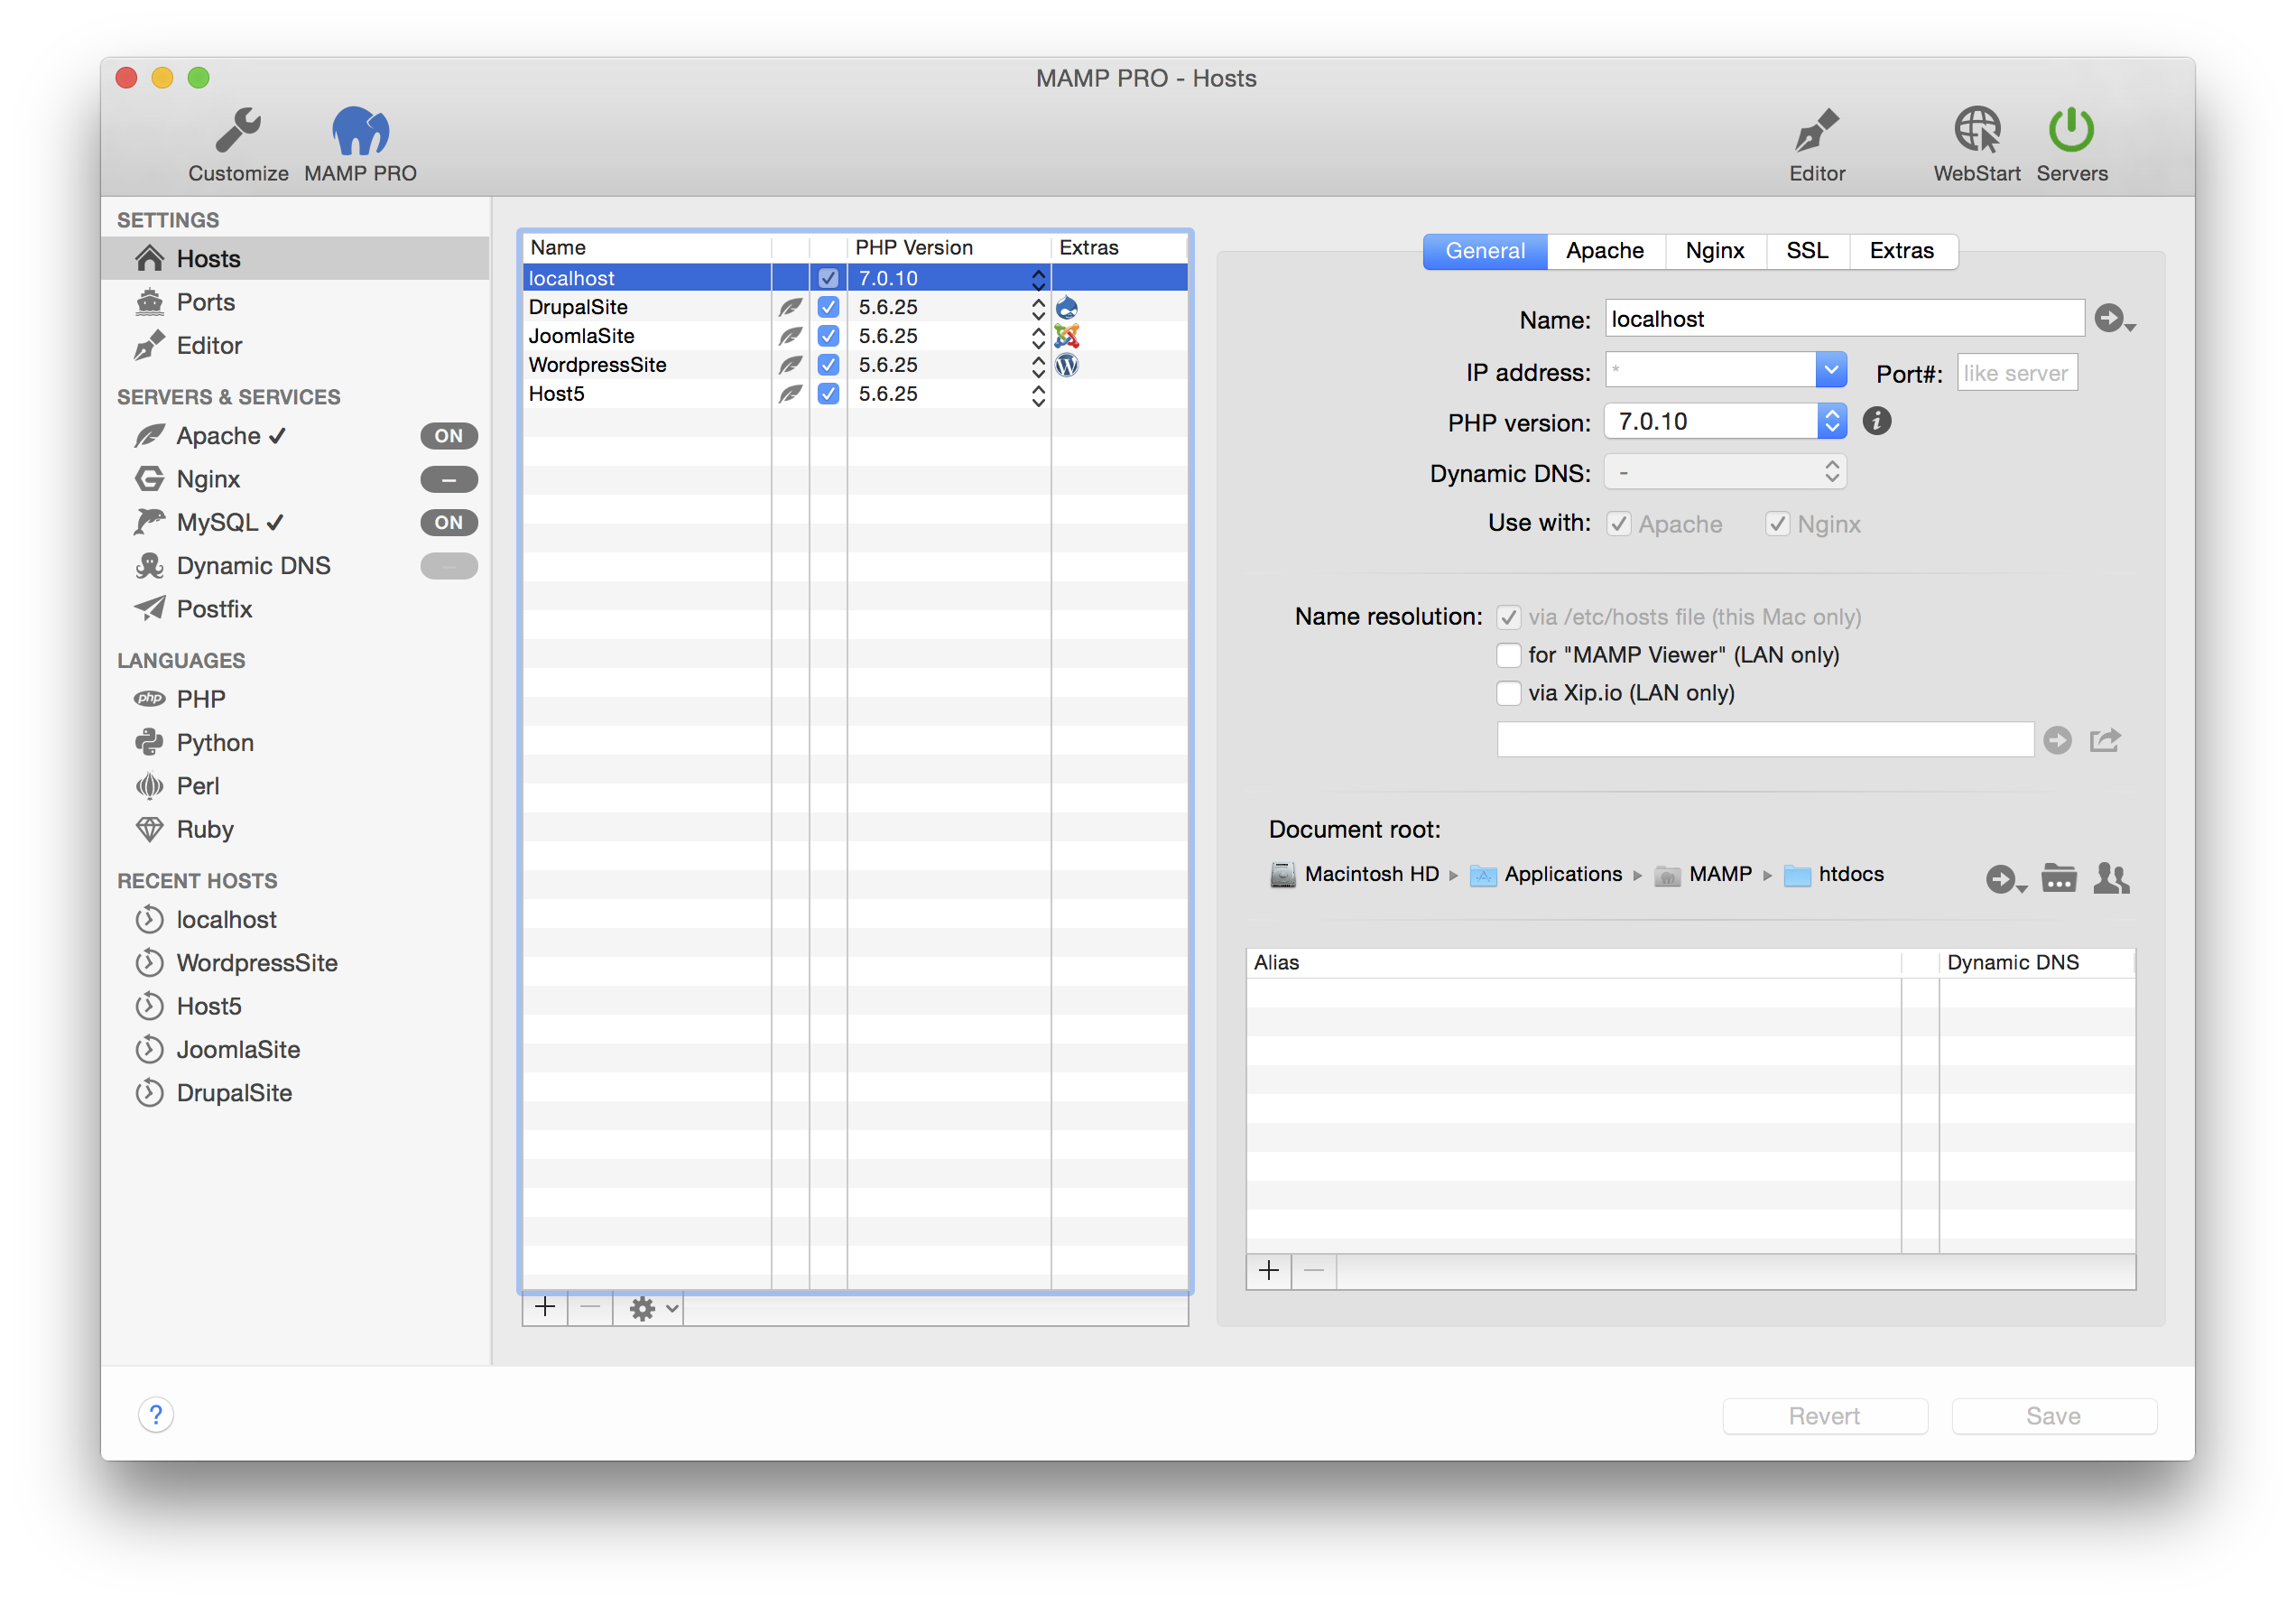 MAMP PRO - Hosts
Customize
MAMP PRO
Editor
WebStart
Servers
SETTINGS
Hosts
Ports
Editor
SERVERS & SERVICES
Apache ✓ ON
Nginx –
MySQL ✓ ON
Dynamic DNS –
Postfix
LANGUAGES
php PHP
Python
Perl
Ruby
RECENT HOSTS
localhost
WordpressSite
Host5
JoomlaSite
DrupalSite
Name PHP Version Extras
localhost 7.0.10
DrupalSite 5.6.25
JoomlaSite 5.6.25
WordpressSite 5.6.25
Host5 5.6.25
General Apache Nginx SSL Extras
Name: localhost
IP address: * Port#: like server
PHP version: 7.0.10
Dynamic DNS: -
Use with: Apache Nginx
Name resolution: via /etc/hosts file (this Mac only)
for "MAMP Viewer" (LAN only)
via Xip.io (LAN only)
Document root:
Macintosh HD ▸ Applications ▸ MAMP ▸ htdocs
Alias Dynamic DNS
+ –
+ –
?
Revert
Save